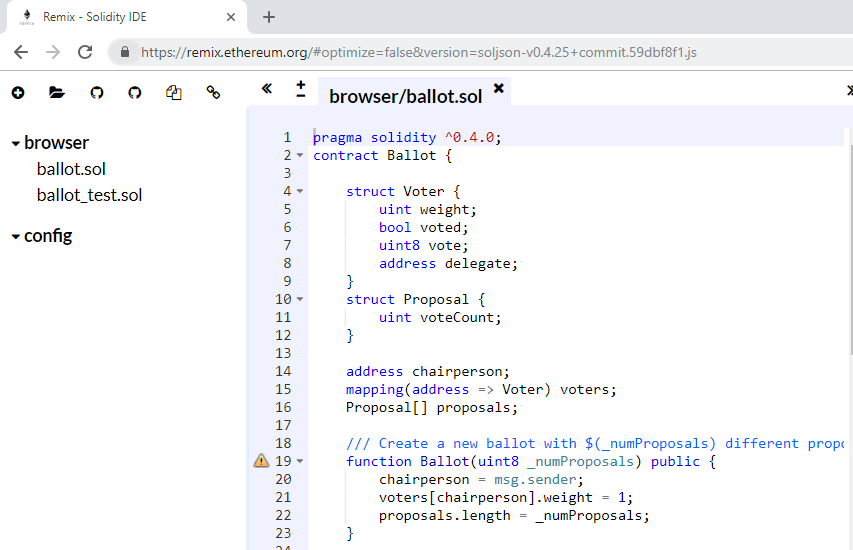 Remix - Solidity IDE
https://remix.ethereum.org/#optimize=false&version=soljson-v0.4.25+commit.59dbf8f1.js
browser/ballot.sol
browser
ballot.sol
ballot_test.sol
config
1 pragma solidity ^0.4.0;
2 contract Ballot {
3
4     struct Voter {
5         uint weight;
6         bool voted;
7         uint8 vote;
8         address delegate;
9     }
10     struct Proposal {
11         uint voteCount;
12     }
13
14     address chairperson;
15     mapping(address => Voter) voters;
16     Proposal[] proposals;
17
18     /// Create a new ballot with $(_numProposals) different propo
19     function Ballot(uint8 _numProposals) public {
20         chairperson = msg.sender;
21         voters[chairperson].weight = 1;
22         proposals.length = _numProposals;
23     }